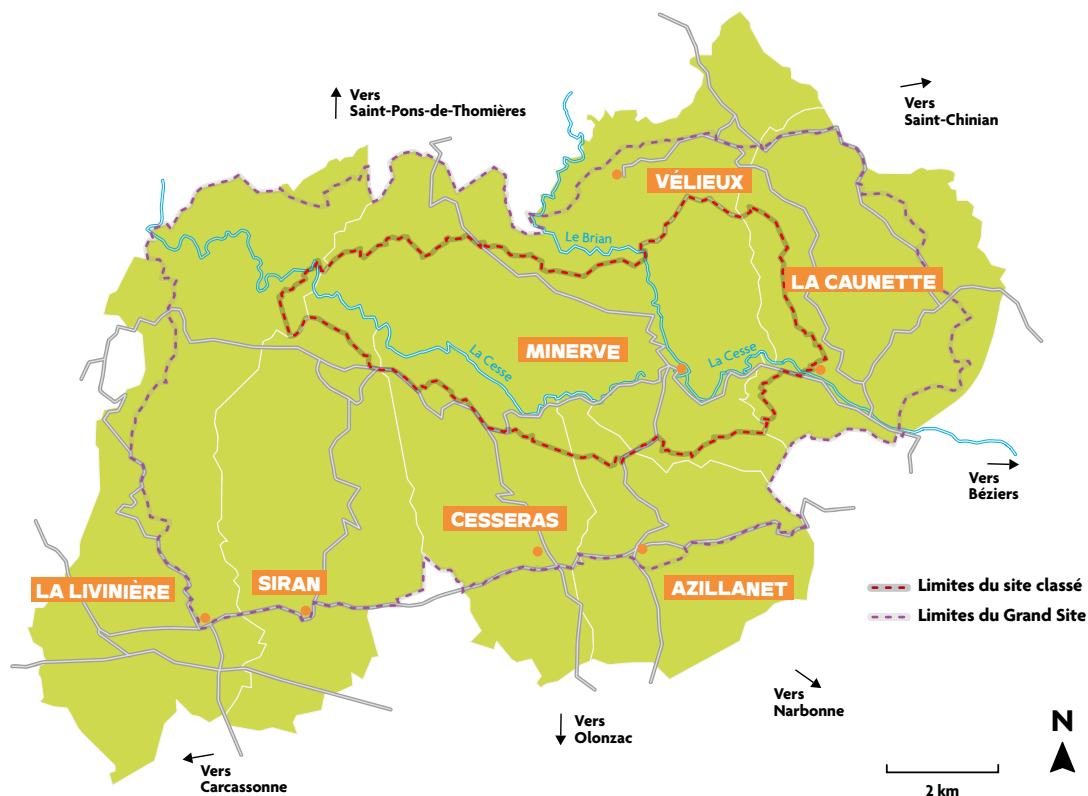 Vers
Saint-Pons-de-Thomières
Vers
Saint-Chinian
VÉLIEUX
Le Brian
LA CAUNETTE
MINERVE
La Cesse
La Cesse
Vers
Béziers
CESSERAS
AZILLANET
SIRAN
LA LIVINIÈRE
Limites du site classé
Limites du Grand Site
Vers
Narbonne
Vers
Olonzac
Vers
Carcassonne
N
2 km